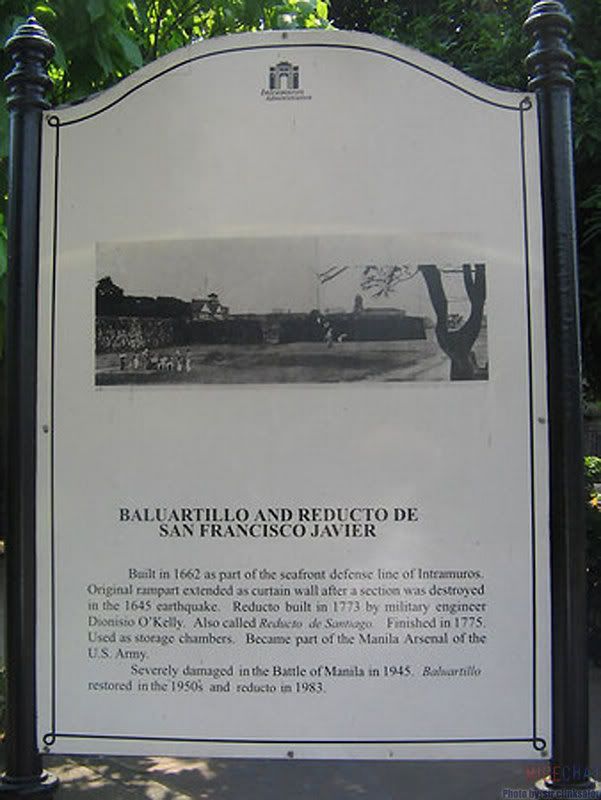 Intramuros
Administration
BALUARTILLO AND REDUCTO DE
SAN FRANCISCO JAVIER
Built in 1662 as part of the seafront defense line of Intramuros.
Original rampart extended as curtain wall after a section was destroyed
in the 1645 earthquake. Reducto built in 1773 by military engineer
Dionisio O'Kelly. Also called Reducto de Santiago. Finished in 1775.
Used as storage chambers. Became part of the Manila Arsenal of the
U.S. Army.
Severely damaged in the Battle of Manila in 1945. Baluartillo
restored in the 1950s and reducto in 1983.
Photo by: